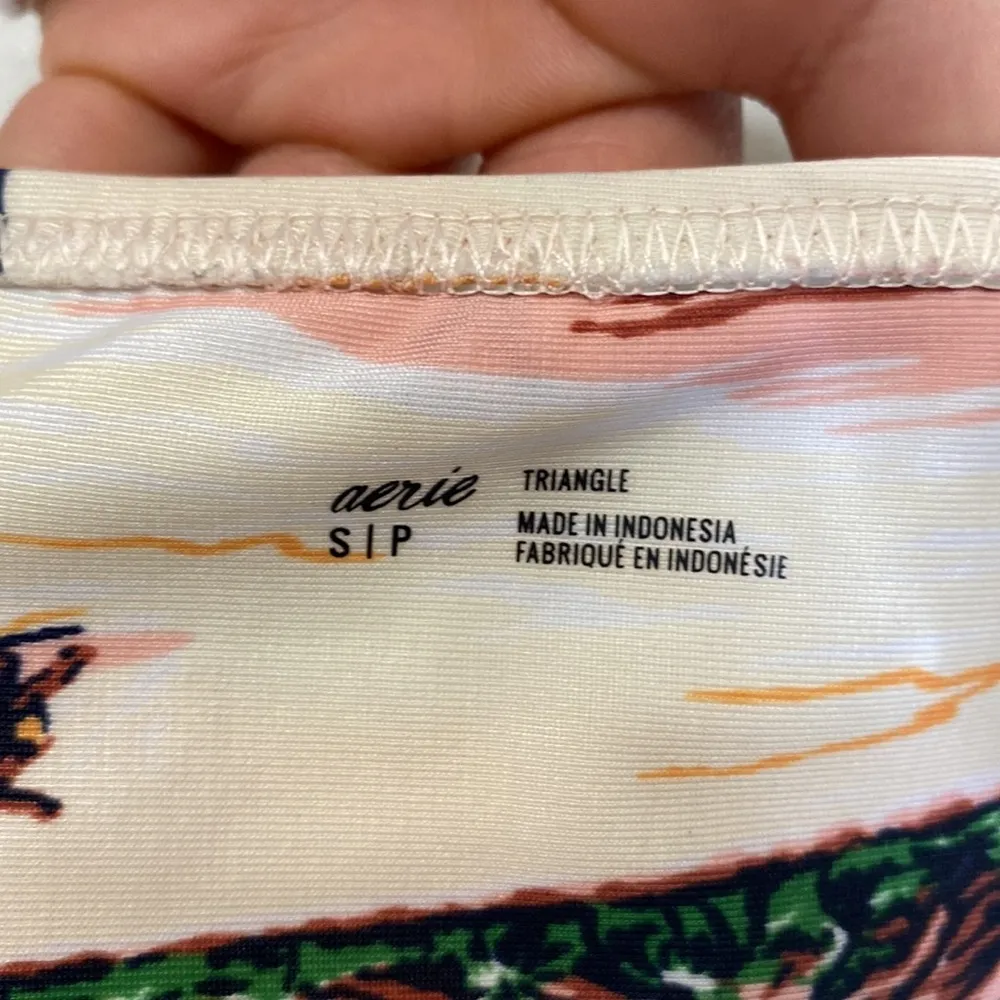 aerie
S | P
TRIANGLE
MADE IN INDONESIA
FABRIQUÉ EN INDONÉSIE